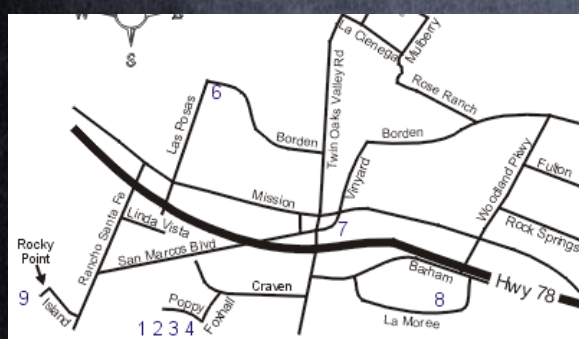 S
La Cienega
Mulberry
Twin Oaks Valley Rd
Rose Ranch
6
Las Posas
Borden
Borden
Vinyard
Woodland Pkwy
Fulton
Mission
Rancho Santa Fe
Linda Vista
7
Rock Springs
San Marcos Blvd
Rocky
Point
Barham
Hwy 78
9
Island
Craven
Poppy
Foxhall
8
1 2 3 4
La Moree